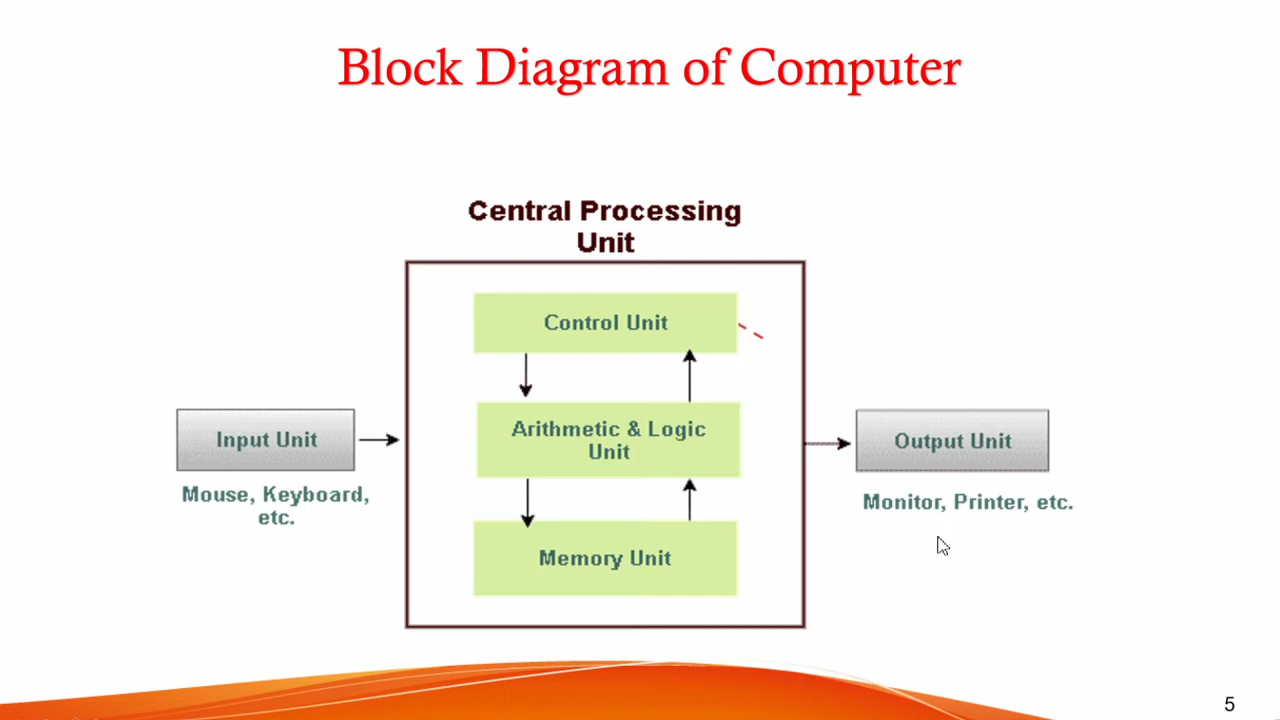 Block Diagram of Computer
Central Processing
Unit
Control Unit
Arithmetic & Logic
Unit
Memory Unit
Input Unit
Mouse, Keyboard,
etc.
Output Unit
Monitor, Printer, etc.
5